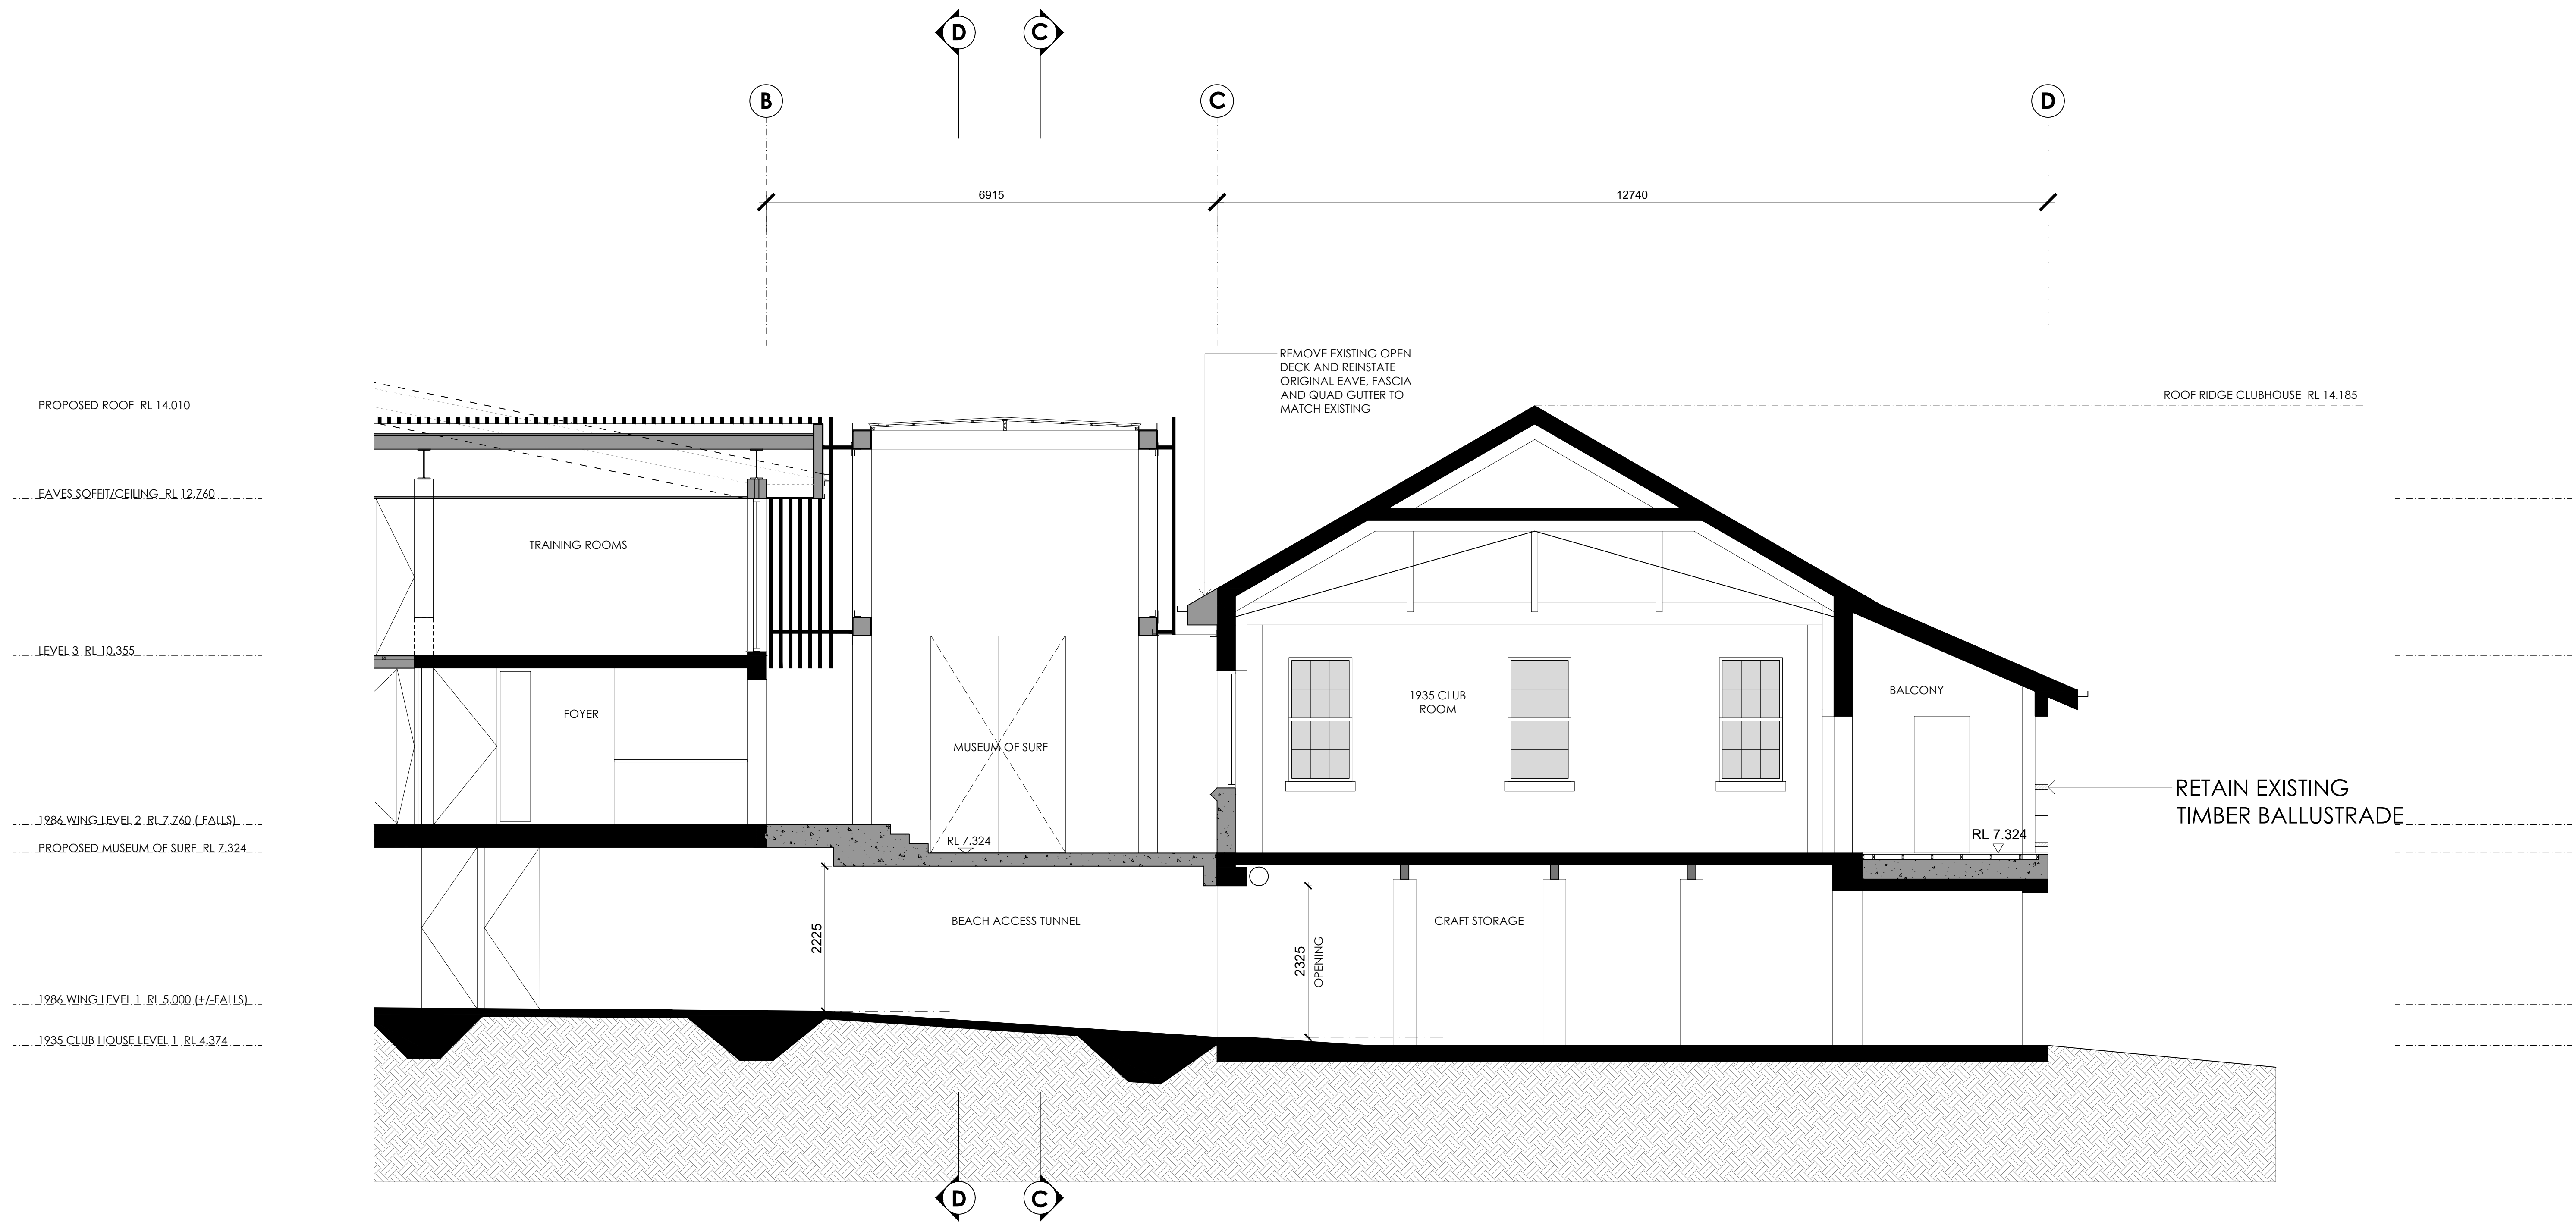 D C
B C D
6915 12740
REMOVE EXISTING OPEN
DECK AND REINSTATE
ORIGINAL EAVE, FASCIA
AND QUAD GUTTER TO
MATCH EXISTING
ROOF RIDGE CLUBHOUSE RL 14.185
PROPOSED ROOF RL 14.010
EAVES SOFFIT/CEILING RL 12.760
TRAINING ROOMS
LEVEL 3 RL 10.355
FOYER
MUSEUM OF SURF
1935 CLUB
ROOM
BALCONY
RETAIN EXISTING
TIMBER BALLUSTRADE
1986 WING LEVEL 2 RL 7.760 (-FALLS)
RL 7.324
RL 7.324
PROPOSED MUSEUM OF SURF RL 7.324
2225
BEACH ACCESS TUNNEL
2325
OPENING
CRAFT STORAGE
1986 WING LEVEL 1 RL 5.000 (+/-FALLS)
1935 CLUB HOUSE LEVEL 1 RL 4.374
D C